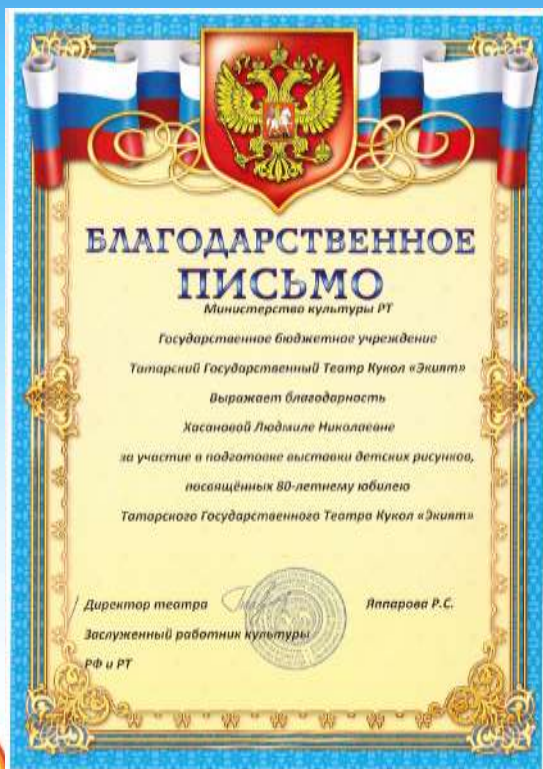 БЛАГОДАРСТВЕННОЕ
ПИСЬМО
Министерство культуры РТ
Государственное бюджетное учреждение
Татарский Государственный Театр Кукол «Экият»
Выражает благодарность
Хасановой Людмиле Николаевне
за участие в подготовке выставки детских рисунков,
посвящённых 80-летнему юбилею
Татарского Государственного Театра Кукол «Экият»
Директор театра Яппарова Р.С.
Заслуженный работник культуры
РФ и РТ